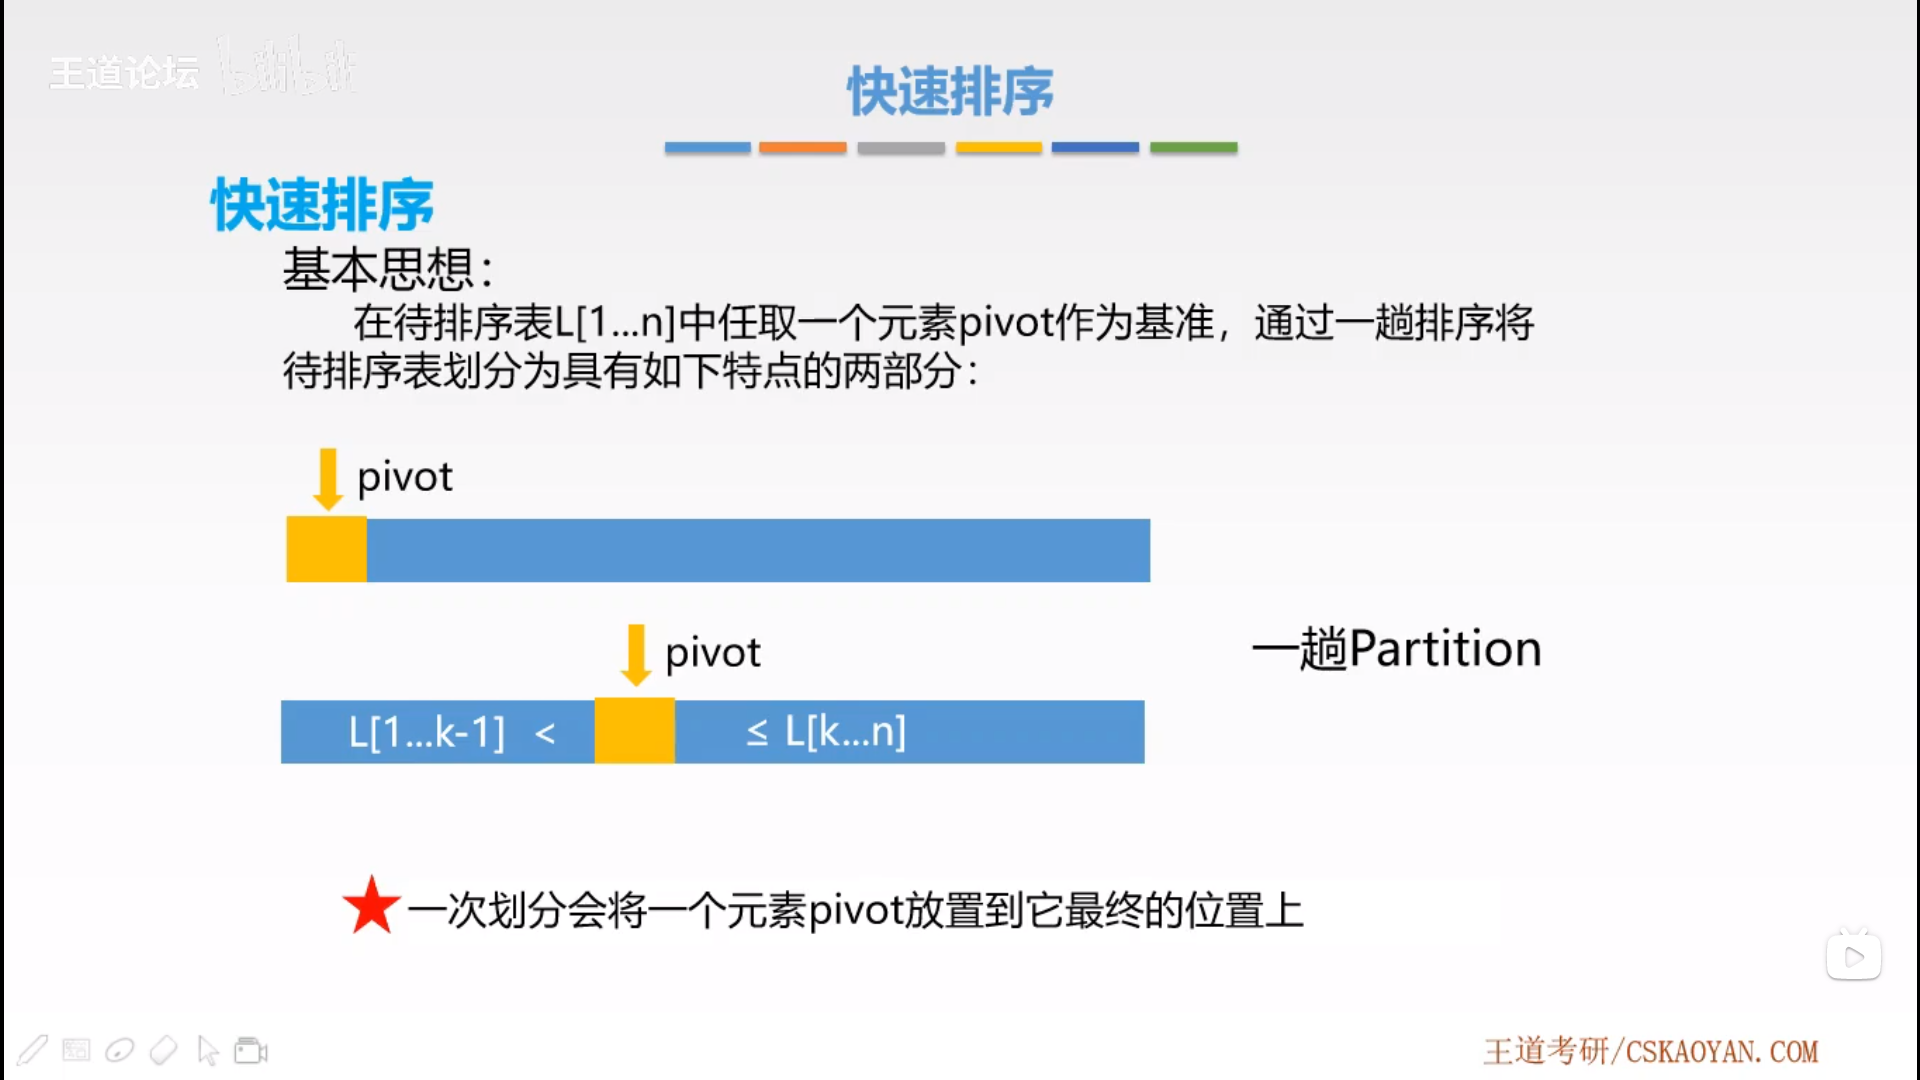 王道论坛 bilibili
快速排序
快速排序
基本思想：
在待排序表L[1...n]中任取一个元素pivot作为基准，通过一趟排序将
待排序表划分为具有如下特点的两部分：
pivot
pivot
一趟Partition
L[1...k-1] < ≤ L[k...n]
一次划分会将一个元素pivot放置到它最终的位置上
王道考研/CSKAOYAN.COM